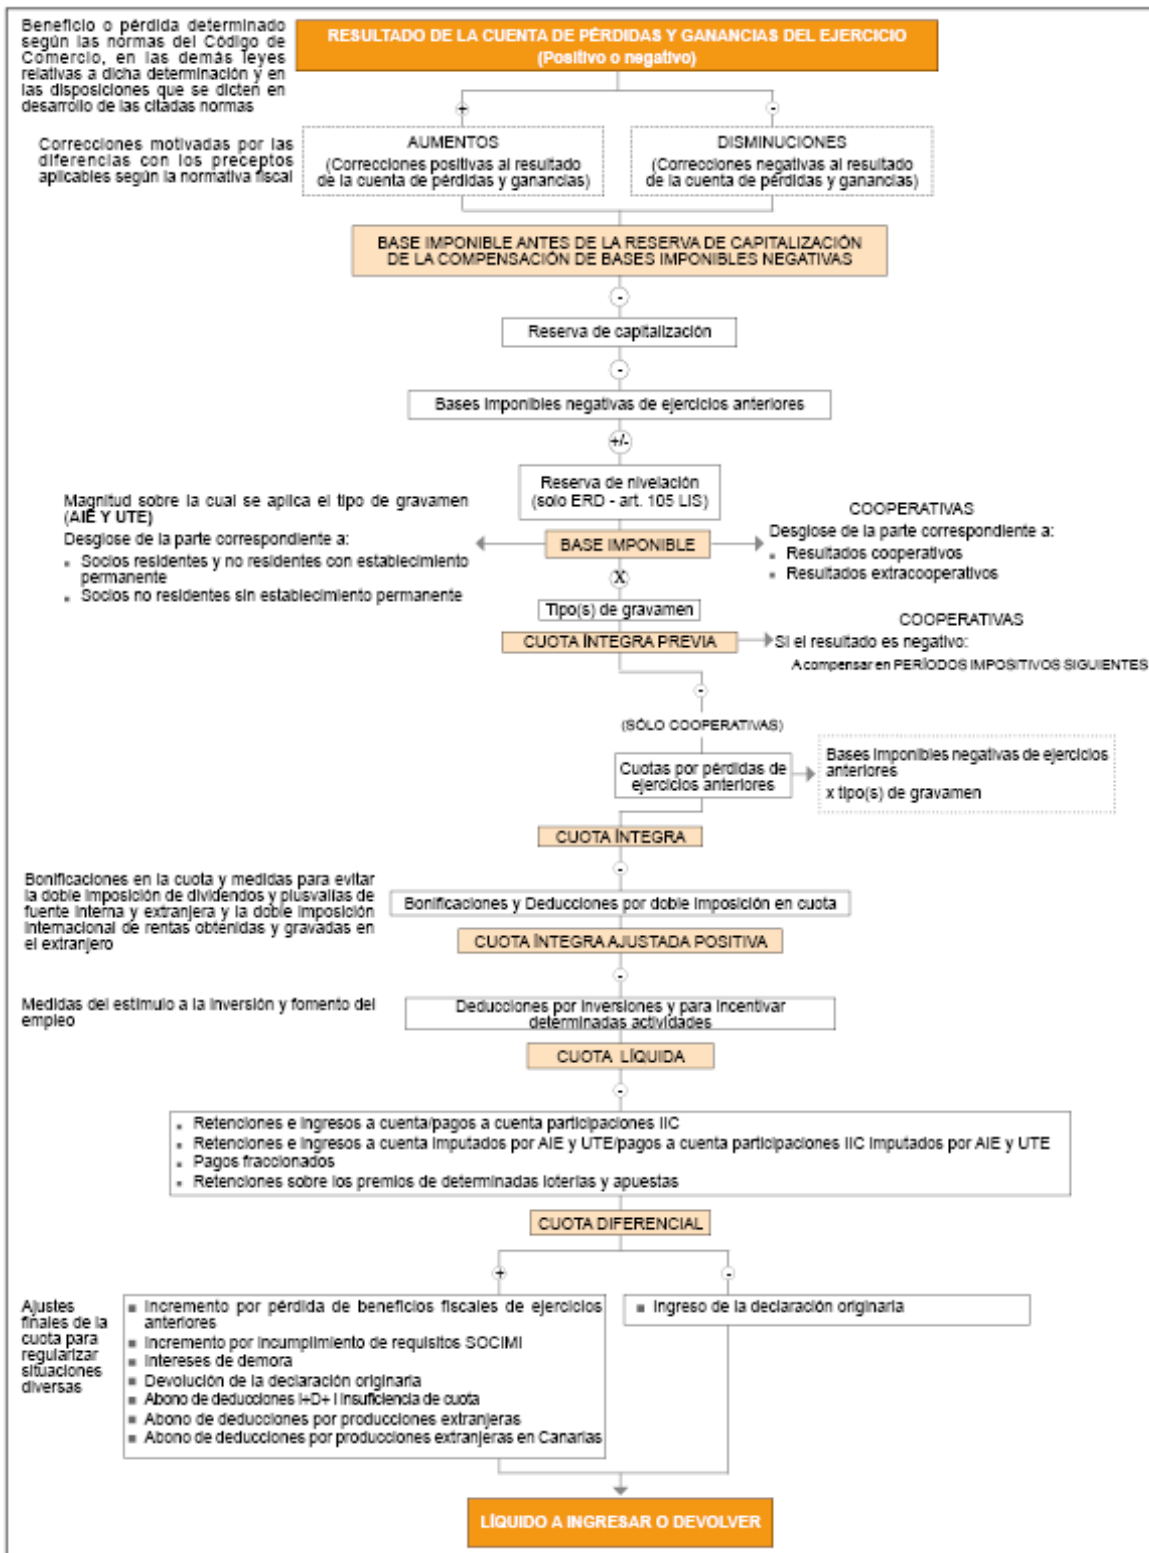 Beneficio o pérdida determinado
según las normas del Código de
Comercio, en las demás leyes
relativas a dicha determinación y en
las disposiciones que se dicten en
desarrollo de las citadas normas
RESULTADO DE LA CUENTA DE PÉRDIDAS Y GANANCIAS DEL EJERCICIO
(Positivo o negativo)
+
-
Correcciones motivadas por las
diferencias con los preceptos
aplicables según la normativa fiscal
AUMENTOS
(Correcciones positivas al resultado
de la cuenta de pérdidas y ganancias)
DISMINUCIONES
(Correcciones negativas al resultado
de la cuenta de pérdidas y ganancias)
BASE IMPONIBLE ANTES DE LA RESERVA DE CAPITALIZACIÓN
DE LA COMPENSACIÓN DE BASES IMPONIBLES NEGATIVAS
-
Reserva de capitalización
-
Bases imponibles negativas de ejercicios anteriores
+/-
Reserva de nivelación
(solo ERD - art. 105 LIS)
Magnitud sobre la cual se aplica el tipo de gravamen
(AIE Y UTE)
Desglose de la parte correspondiente a:
▪ Socios residentes y no residentes con establecimiento
permanente
▪ Socios no residentes sin establecimiento permanente
BASE IMPONIBLE
COOPERATIVAS
Desglose de la parte correspondiente a:
▪ Resultados cooperativos
▪ Resultados extracooperativos
X
Tipo(s) de gravamen
CUOTA ÍNTEGRA PREVIA
COOPERATIVAS
Si el resultado es negativo:
A compensar en PERÍODOS IMPOSITIVOS SIGUIENTES
-
(SÓLO COOPERATIVAS)
Cuotas por pérdidas de
ejercicios anteriores
Bases imponibles negativas de ejercicios
anteriores
x tipo(s) de gravamen
CUOTA ÍNTEGRA
-
Bonificaciones en la cuota y medidas para evitar
la doble imposición de dividendos y plusvalías de
fuente interna y extranjera y la doble imposición
internacional de rentas obtenidas y gravadas en
el extranjero
Bonificaciones y Deducciones por doble imposición en cuota
CUOTA ÍNTEGRA AJUSTADA POSITIVA
-
Medidas del estímulo a la inversión y fomento del
empleo
Deducciones por inversiones y para incentivar
determinadas actividades
CUOTA LÍQUIDA
-
▪ Retenciones e ingresos a cuenta/pagos a cuenta participaciones IIC
▪ Retenciones e ingresos a cuenta imputados por AIE y UTE/pagos a cuenta participaciones IIC imputados por AIE y UTE
▪ Pagos fraccionados
▪ Retenciones sobre los premios de determinadas loterías y apuestas
CUOTA DIFERENCIAL
+
-
Ajustes
finales de la
cuota para
regularizar
situaciones
diversas
▪ Incremento por pérdida de beneficios fiscales de ejercicios
anteriores
▪ Incremento por incumplimiento de requisitos SOCIMI
▪ Intereses de demora
▪ Devolución de la declaración originaria
▪ Abono de deducciones I+D+ I insuficiencia de cuota
▪ Abono de deducciones por producciones extranjeras
▪ Abono de deducciones por producciones extranjeras en Canarias
▪ Ingreso de la declaración originaria
LÍQUIDO A INGRESAR O DEVOLVER